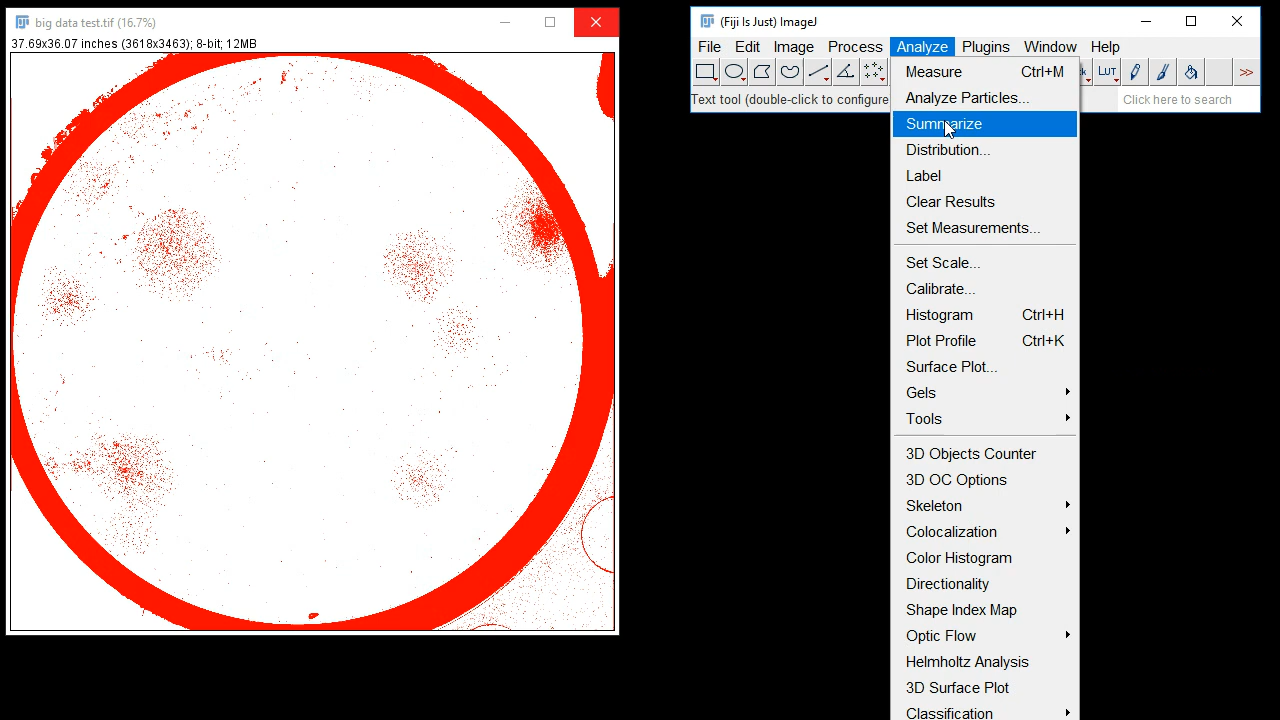 big data test.tif (16.7%)
37.69x36.07 inches (3618x3463); 8-bit; 12MB
(Fiji Is Just) ImageJ
File Edit Image Process Analyze Plugins Window Help
LUT
Text tool (double-click to configure
Click here to search
Measure Ctrl+M
Analyze Particles...
Summarize
Distribution...
Label
Clear Results
Set Measurements...
Set Scale...
Calibrate...
Histogram Ctrl+H
Plot Profile Ctrl+K
Surface Plot...
Gels
Tools
3D Objects Counter
3D OC Options
Skeleton
Colocalization
Color Histogram
Directionality
Shape Index Map
Optic Flow
Helmholtz Analysis
3D Surface Plot
Classification